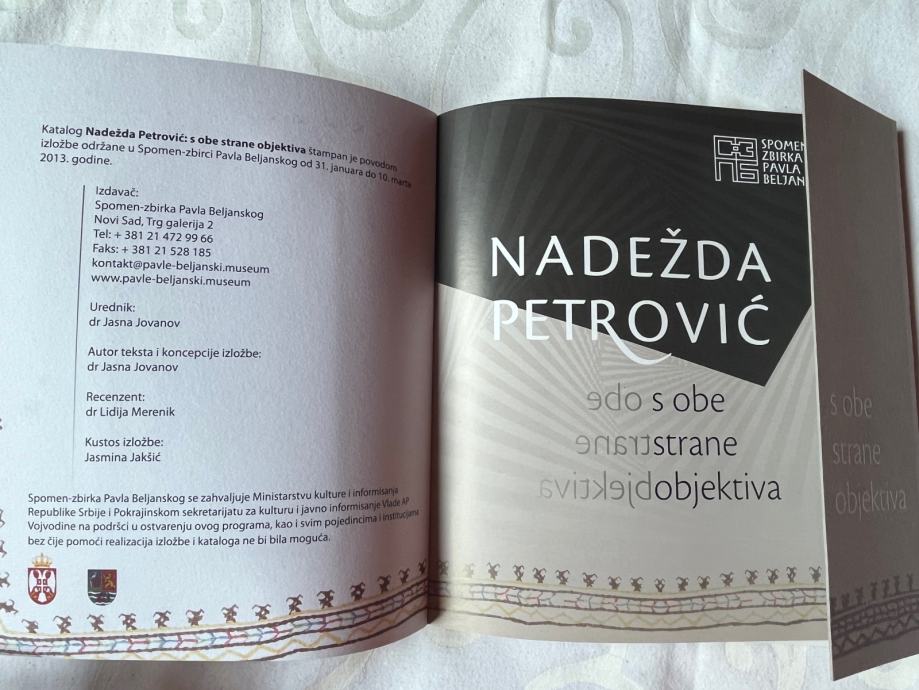 Katalog Nadežda Petrović: s obe strane objektiva štampan je povodom
izložbe održane u Spomen-zbirci Pavla Beljanskog od 31. januara do 10. marta
2013. godine.
Izdavač:
Spomen-zbirka Pavla Beljanskog
Novi Sad, Trg galerija 2
Tel: + 381 21 472 99 66
Faks: + 381 21 528 185
kontakt@pavle-beljanski.museum
www.pavle-beljanski.museum
Urednik:
dr Jasna Jovanov
Autor teksta i koncepcije izložbe:
dr Jasna Jovanov
Recenzent:
dr Lidija Merenik
Kustos izložbe:
Jasmina Jakšić
Spomen-zbirka Pavla Beljanskog se zahvaljuje Ministarstvu kulture i informisanja
Republike Srbije i Pokrajinskom sekretarijatu za kulturu i javno informisanje Vlade AP
Vojvodine na podršci u ostvarenju ovog programa, kao i svim pojedincima i institucijama
bez čije pomoći realizacija izložbe i kataloga ne bi bila moguća.
SPOMEN
ZBIRKA
PAVLA
BELJAN
NADEŽDA
PETROVIĆ
obe s obe
strane strane
objektiva objektiva
s obe
strane
objektiva